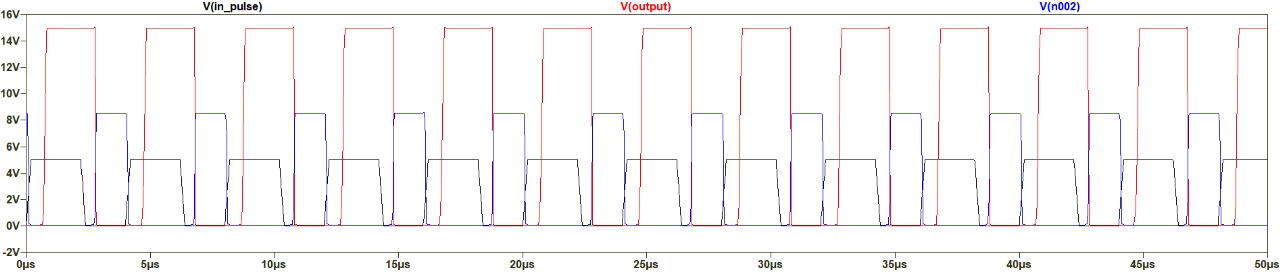 V(in_pulse) V(output) V(n002)
16V
14V
12V
10V
8V
6V
4V
2V
0V
-2V
0µs 5µs 10µs 15µs 20µs 25µs 30µs 35µs 40µs 45µs 50µs